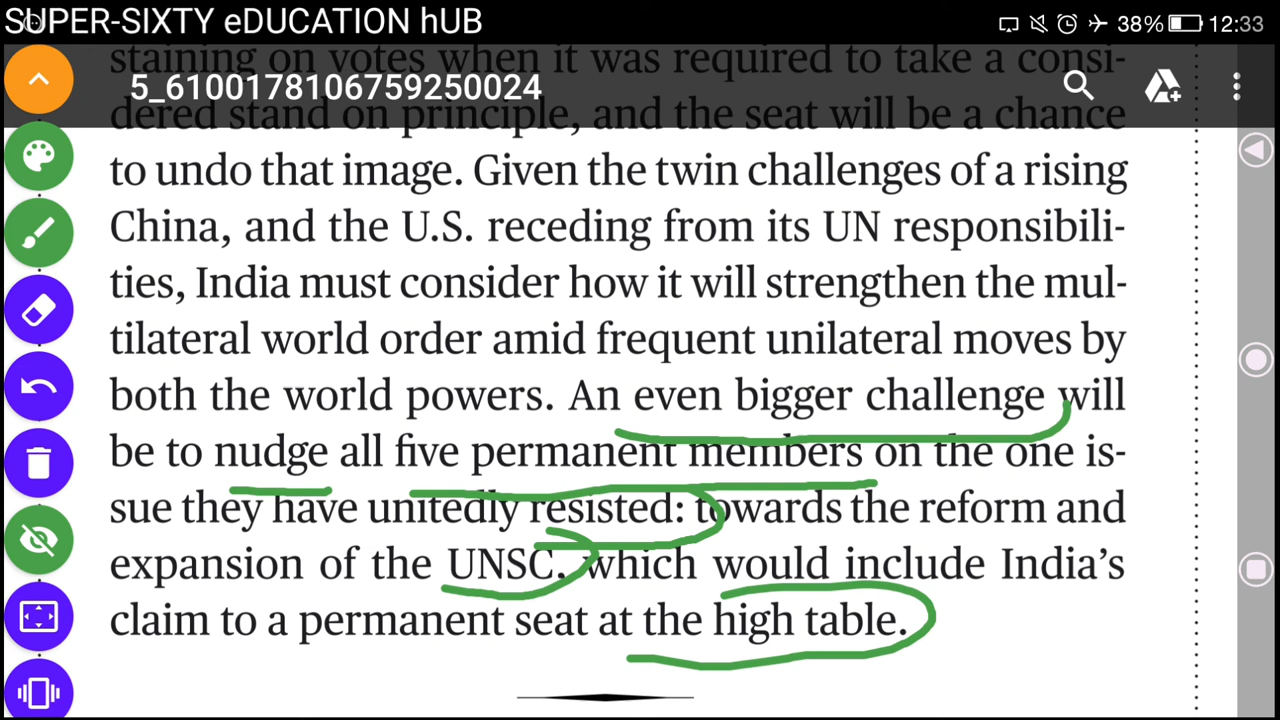 SUPER-SIXTY eDUCATION hUB
38% 12:33
staining on votes when it was required to take a consi-
5_6100178106759250024
dered stand on principle, and the seat will be a chance
to undo that image. Given the twin challenges of a rising
China, and the U.S. receding from its UN responsibili-
ties, India must consider how it will strengthen the mul-
tilateral world order amid frequent unilateral moves by
both the world powers. An even bigger challenge will
be to nudge all five permanent members on the one is-
sue they have unitedly resisted: towards the reform and
expansion of the UNSC, which would include India’s
claim to a permanent seat at the high table.